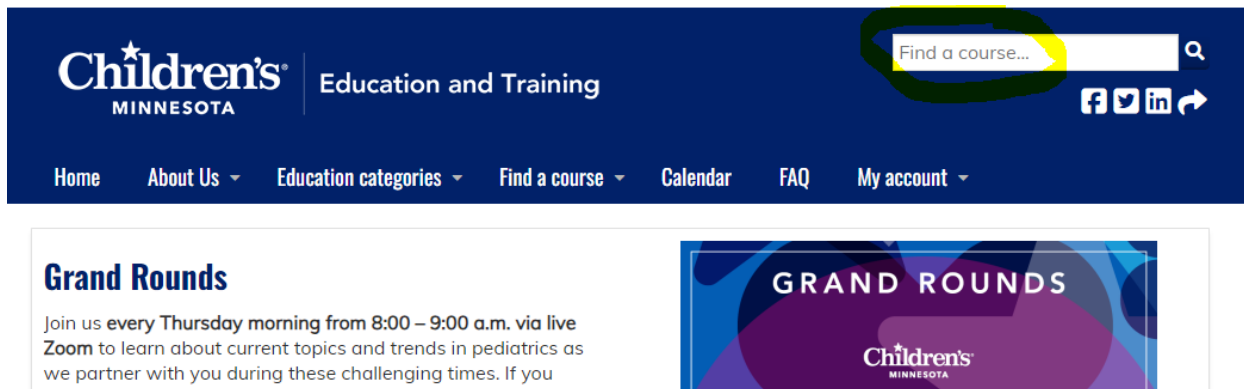 Children's®
MINNESOTA
Education and Training
Find a course...
Home
About Us
Education categories
Find a course
Calendar
FAQ
My account
Grand Rounds
Join us every Thursday morning from 8:00 – 9:00 a.m. via live
Zoom to learn about current topics and trends in pediatrics as
we partner with you during these challenging times. If you
GRAND ROUNDS
Children's
MINNESOTA